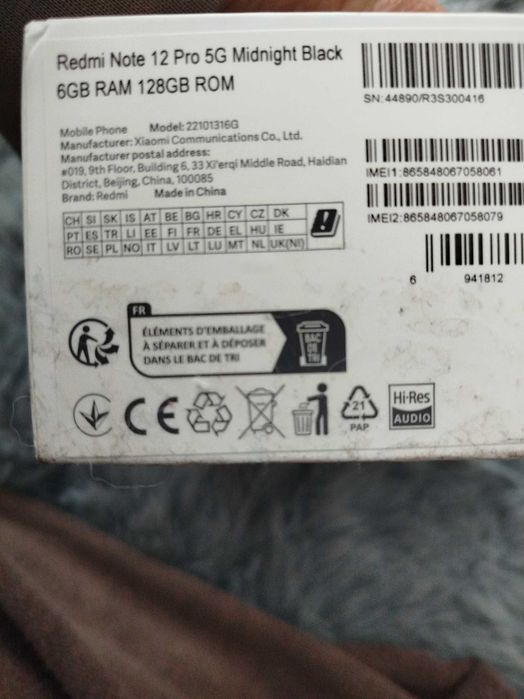 Redmi Note 12 Pro 5G Midnight Black
6GB RAM 128GB ROM
SN: 44890/R3S300416
Mobile Phone Model: 22101316G
Manufacturer: Xiaomi Communications Co., Ltd.
Manufacturer postal address:
#019, 9th Floor, Building 6, 33 Xi'erqi Middle Road, Haidian
District, Beijing, China, 100085
Brand: Redmi Made in China
IMEI1:865848067058061
IMEI2:865848067058079
CH SI SK IS AT BE BG HR CY CZ DK
PT ES TR LI EE FI FR DE EL HU IE
RO SE PL NO IT LV LT LU MT NL UK(NI)
6 941812
FR
ÉLÉMENTS D'EMBALLAGE
À SÉPARER ET À DÉPOSER
DANS LE BAC DE TRI
BAC
DE
TRI
CE
21
PAP
Hi-Res
AUDIO